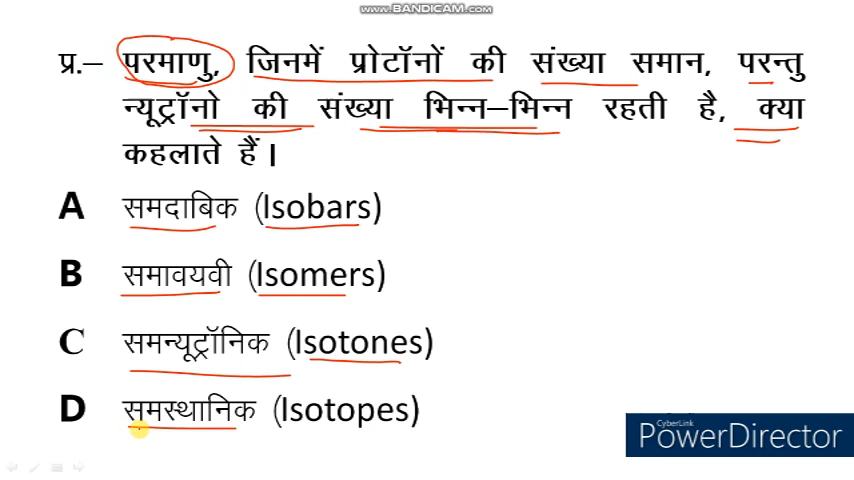 www.BANDICAM.com
प्र.– परमाणु, जिनमें प्रोटॉनों की संख्या समान, परन्तु
न्यूट्रॉनो की संख्या भिन्न–भिन्न रहती है, क्या
कहलाते हैं।
A समदाबिक (Isobars)
B समावयवी (Isomers)
C समन्यूट्रॉनिक (Isotones)
D समस्थानिक (Isotopes)
CyberLink
PowerDirector